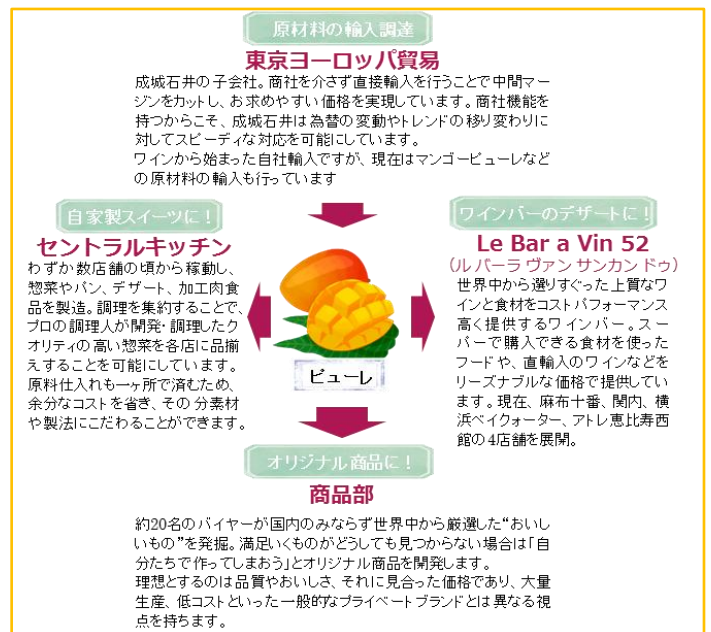 原材料の輸入調達
東京ヨーロッパ貿易
成城石井の子会社。商社を介さず直接輸入を行うことで中間マー
ジンをカットし、お求めやすい価格を実現しています。商社機能を
持つからこそ、成城石井は為替の変動やトレンドの移り変わりに
対してスピーディな対応を可能にしています。
ワインから始まった自社輸入ですが、現在はマンゴーピューレなど
の原材料の輸入も行っています
自家製スイーツに！
セントラルキッチン
わずか数店舗の頃から稼動し、
惣菜やパン、デザート、加工肉食
品を製造。調理を集約することで、
プロの調理人が開発・調理したク
オリティの高い惣菜を各店に品揃
えすることを可能にしています。
原料仕入れも一ヶ所で済むため、
余分なコストを省き、その分素材
や製法にこだわることができます。
ピューレ
ワインバーのデザートに！
Le Bar a Vin 52
（ル バーラ ヴァン サンカン ドゥ）
世界中から選りすぐった上質なワ
インと食材をコストパフォーマンス
高く提供するワインバー。スー
パーで購入できる食材を使った
フードや、直輸入のワインなどを
リーズナブルな価格で提供してい
ます。現在、麻布十番、関内、横
浜ベイクォーター、アトレ恵比寿西
館の4店舗を展開。
オリジナル商品に！
商品部
約20名のバイヤーが国内のみならず世界中から厳選した“おいし
いもの”を発掘。満足いくものがどうしても見つからない場合は「自
分たちで作ってしまおう」とオリジナル商品を開発します。
理想とするのは品質やおいしさ、それに見合った価格であり、大量
生産、低コストといった一般的なプライベートブランドとは異なる視
点を持ちます。